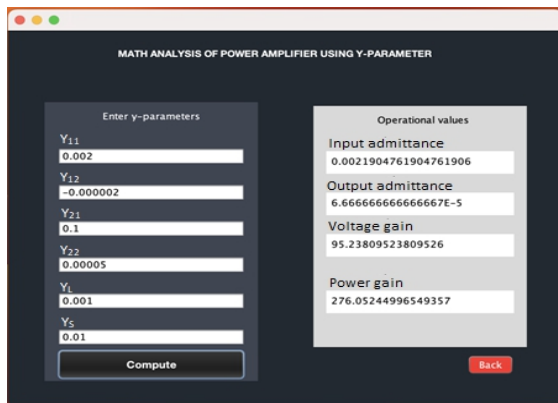 MATH ANALYSIS OF POWER AMPLIFIER USING Y-PARAMETER
Enter y-parameters
Y₁₁
0.002
Y₁₂
-0.000002
Y₂₁
0.1
Y₂₂
0.00005
Y_L
0.001
Y_S
0.01
Compute
Operational values
Input admittance
0.0021904761904761906
Output admittance
6.666666666666667E-5
Voltage gain
95.23809523809526
Power gain
276.05244996549357
Back